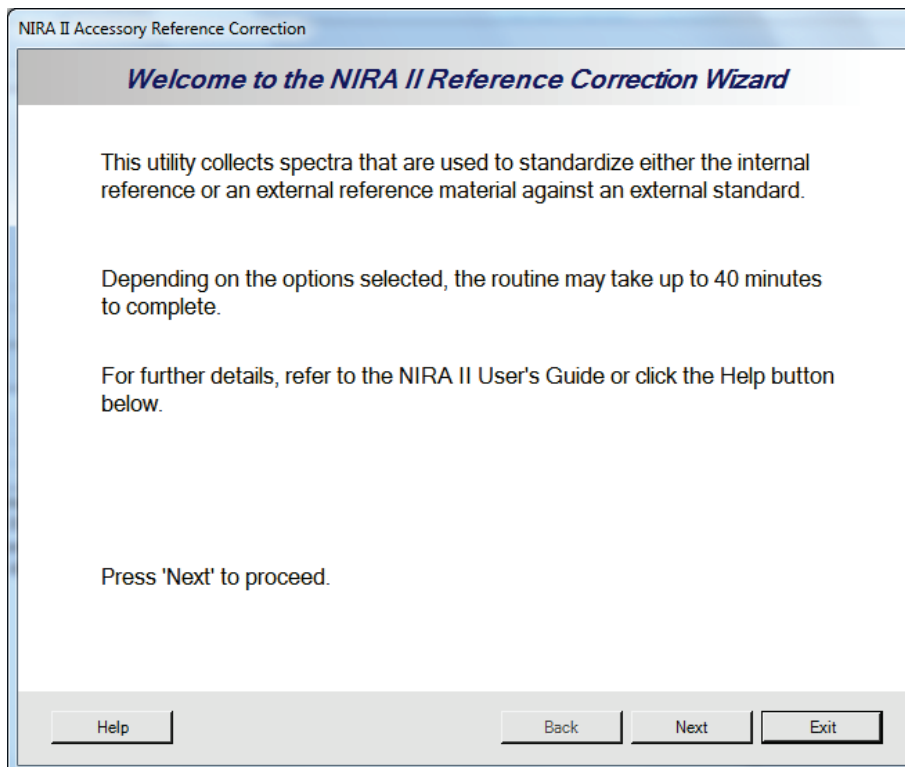 NIRA II Accessory Reference Correction
Welcome to the NIRA II Reference Correction Wizard
This utility collects spectra that are used to standardize either the internal
reference or an external reference material against an external standard.
Depending on the options selected, the routine may take up to 40 minutes
to complete.
For further details, refer to the NIRA II User's Guide or click the Help button
below.
Press 'Next' to proceed.
Help Back Next Exit